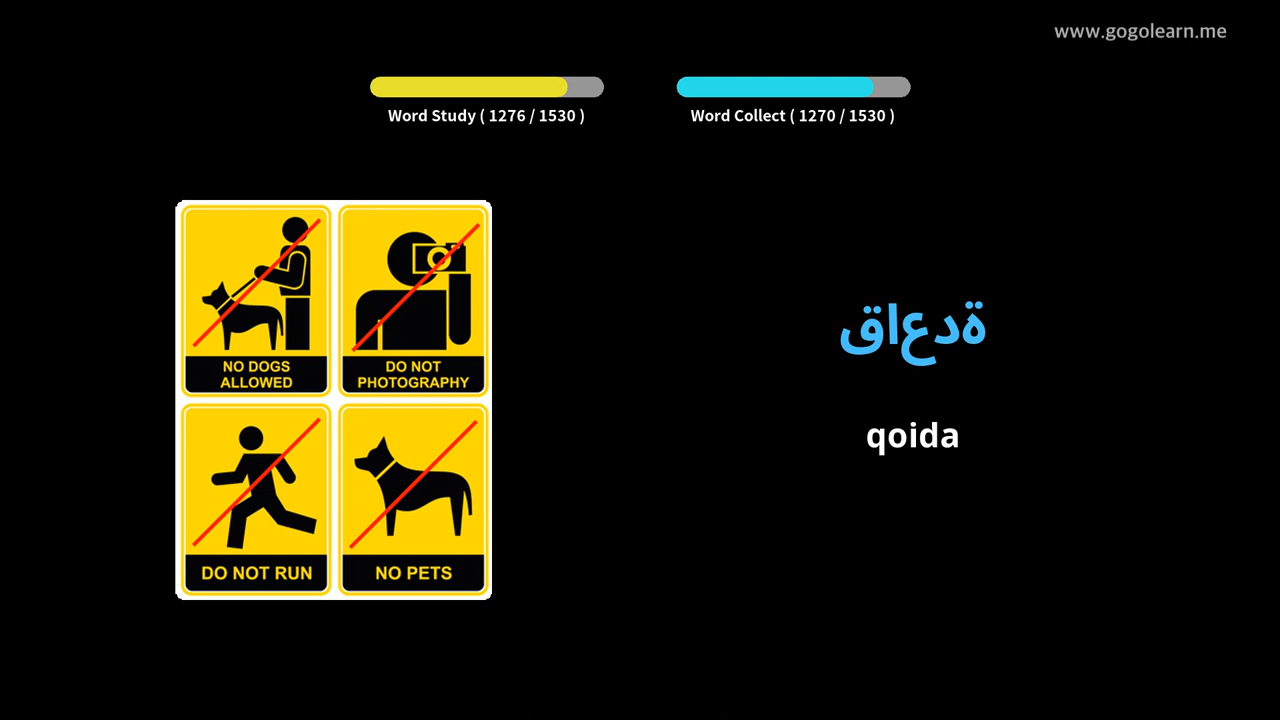 www.gogolearn.me
Word Study ( 1276 / 1530 )
Word Collect ( 1270 / 1530 )
NO DOGS
ALLOWED
DO NOT
PHOTOGRAPHY
DO NOT RUN
NO PETS
ةدعاق
qoida